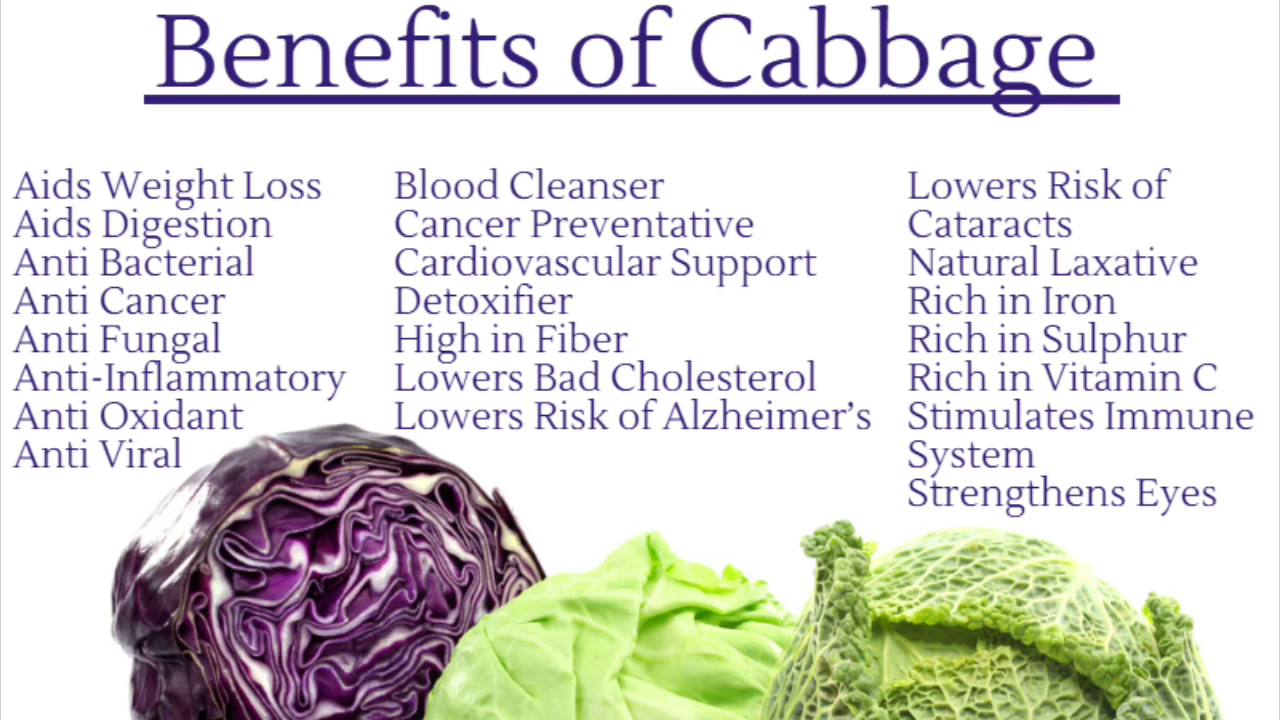 Benefits of Cabbage
Aids Weight Loss
Aids Digestion
Anti Bacterial
Anti Cancer
Anti Fungal
Anti-Inflammatory
Anti Oxidant
Anti Viral
Blood Cleanser
Cancer Preventative
Cardiovascular Support
Detoxifier
High in Fiber
Lowers Bad Cholesterol
Lowers Risk of Alzheimer’s
Lowers Risk of
Cataracts
Natural Laxative
Rich in Iron
Rich in Sulphur
Rich in Vitamin C
Stimulates Immune
System
Strengthens Eyes